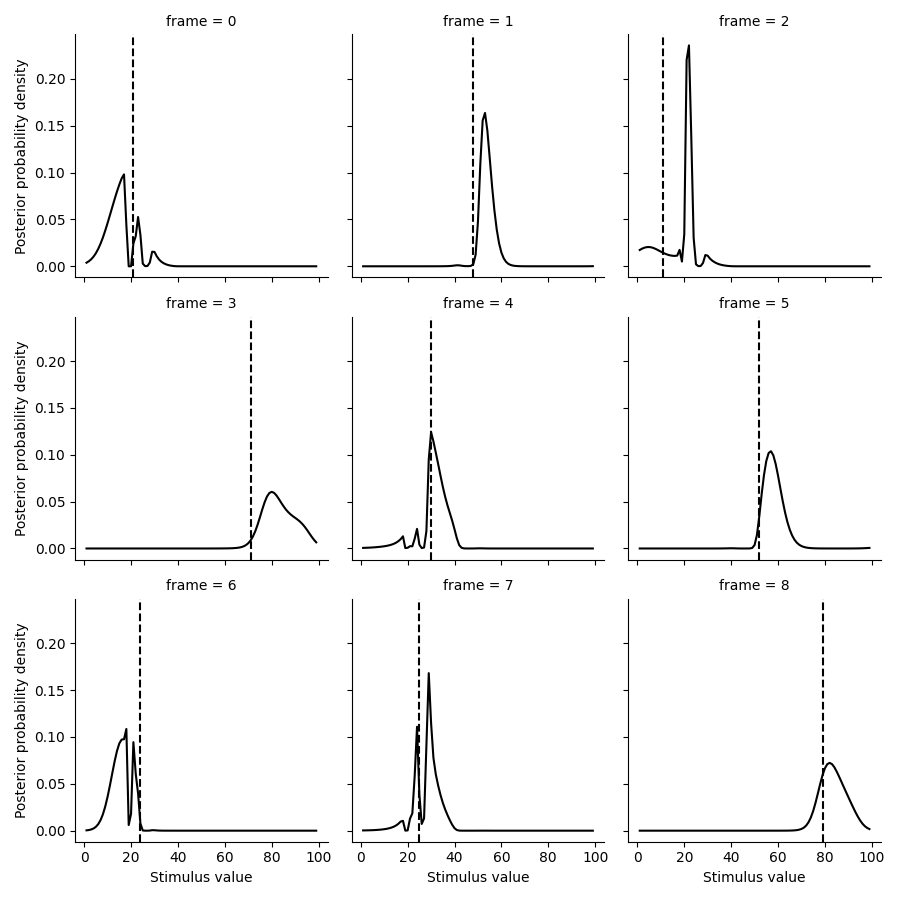 frame = 0
frame = 1
frame = 2
Posterior probability density
0.20
0.15
0.10
0.05
0.00
frame = 3
frame = 4
frame = 5
Posterior probability density
0.20
0.15
0.10
0.05
0.00
frame = 6
frame = 7
frame = 8
Posterior probability density
0.20
0.15
0.10
0.05
0.00
0 20 40 60 80 100
0 20 40 60 80 100
0 20 40 60 80 100
Stimulus value
Stimulus value
Stimulus value